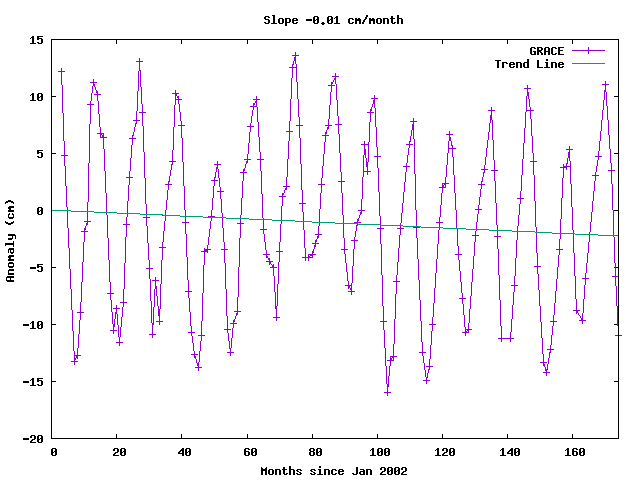 Slope -0.01 cm/month
GRACE
Trend Line
15
10
5
0
-5
-10
-15
-20
Anomaly (cm)
0 20 40 60 80 100 120 140 160
Months since Jan 2002